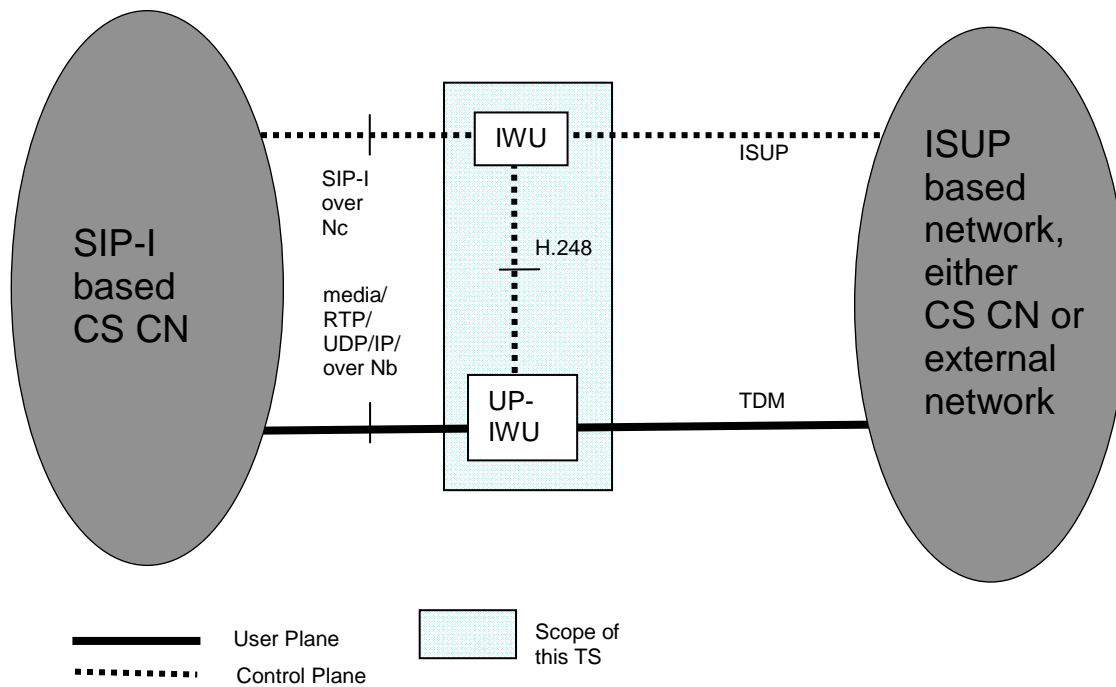 SIP-I
based
CS CN
SIP-I
over
Nc
media/
RTP/
UDP/IP/
over Nb
IWU
H.248
UP-
IWU
ISUP
TDM
ISUP
based
network,
either
CS CN or
external
network
User Plane
Control Plane
Scope of
this TS